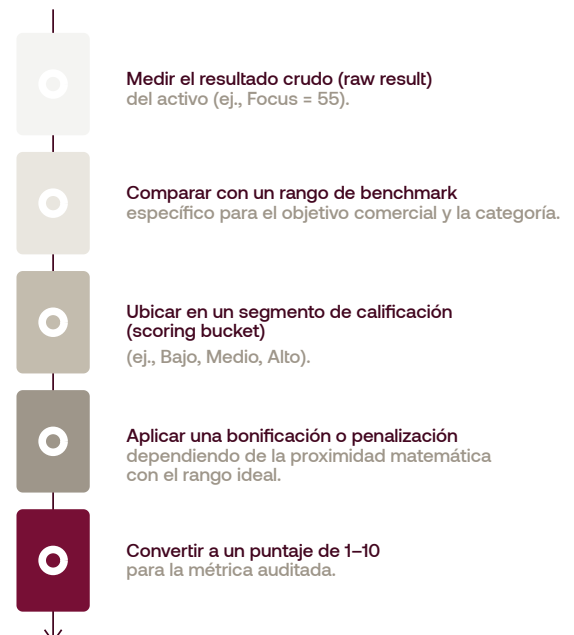 Medir el resultado crudo (raw result)
del activo (ej., Focus = 55).
Comparar con un rango de benchmark
específico para el objetivo comercial y la categoría.
Ubicar en un segmento de calificación
(scoring bucket)
(ej., Bajo, Medio, Alto).
Aplicar una bonificación o penalización
dependiendo de la proximidad matemática
con el rango ideal.
Convertir a un puntaje de 1–10
para la métrica auditada.